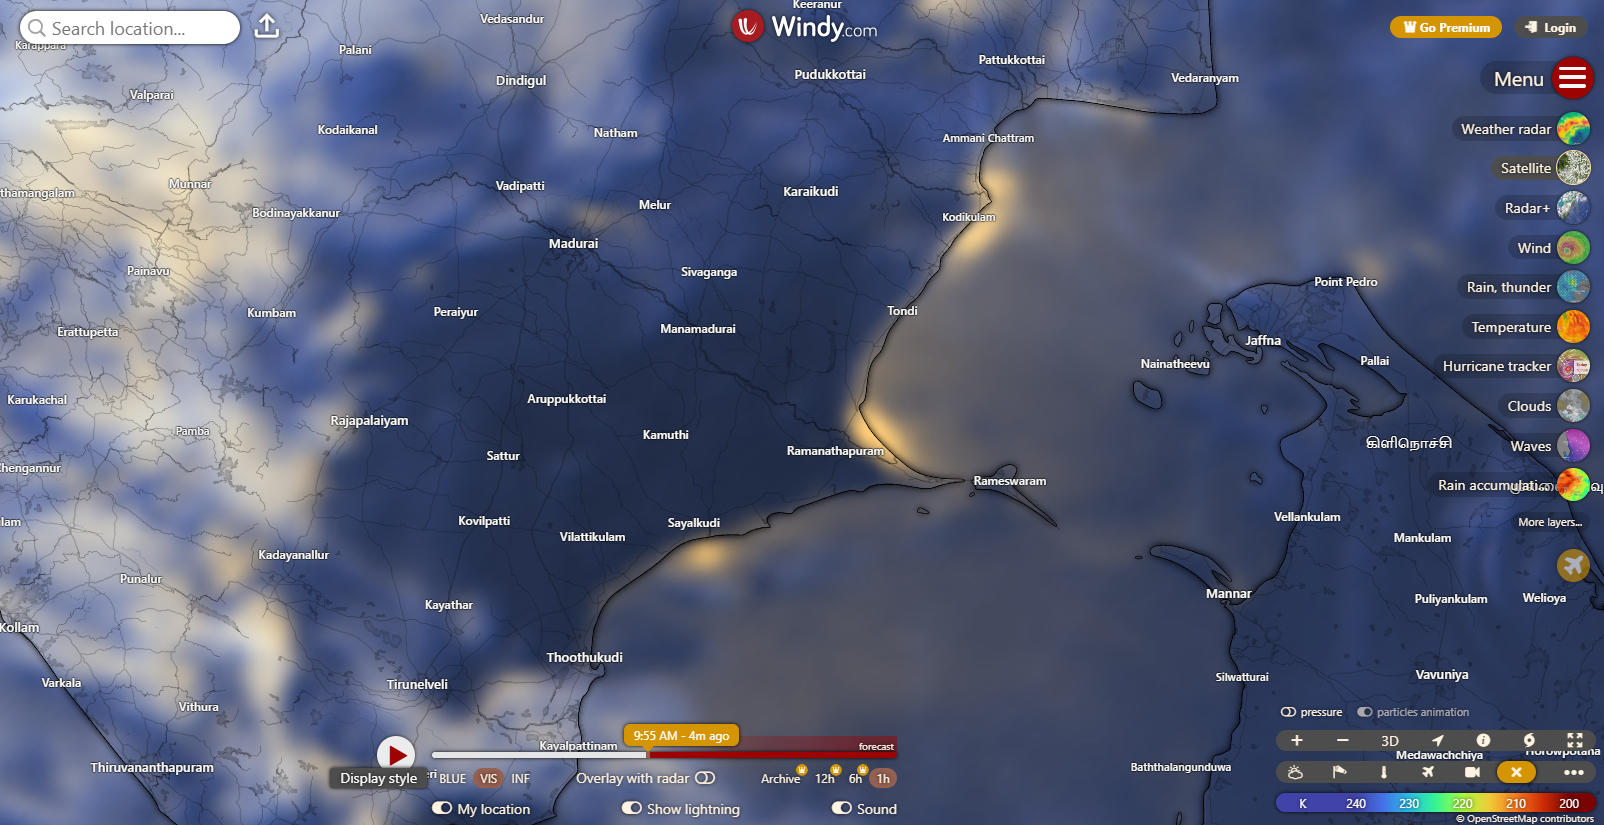 Search location...
Windy.com
Go Premium
Login
Menu
Weather radar
Satellite
Radar+
Wind
Rain, thunder
Temperature
Hurricane tracker
Clouds
Waves
Rain accumulati...
More layers...
Keeranur
Vedasandur
Karappara
Palani
Dindigul
Pudukkottai
Pattukkottai
Vedaranyam
Valparai
Kodaikanal
Natham
Ammani Chattram
Munnar
thamangalam
Vadipatti
Karaikudi
Melur
Bodinayakkanur
Kodikulam
Madurai
Painavu
Sivaganga
Point Pedro
Kumbam
Peraiyur
Tondi
Erattupetta
Manamadurai
Jaffna
Nainatheevu
Pallai
Karukachal
Aruppukkottai
Rajapalaiyam
Pamba
Kamuthi
கிளிநொச்சி
Ramanathapuram
Sattur
Chengannur
Rameswaram
Vellankulam
Kovilpatti
Sayalkudi
lam
Vilattikulam
Mankulam
Kadayanallur
Punalur
Mannar
Puliyankulam
Welioya
Kayathar
Kollam
Thoothukudi
Vavuniya
Silwatturai
Varkala
Tirunelveli
Vithura
pressure
particles animation
9:55 AM - 4m ago
Kayalpattinam
forecast
3D
Medawachchiya
Horowpotana
Thiruvananthapuram
Baththalangunduwa
Display style
eri
BLUE
VIS
INF
Overlay with radar
Archive
12h
6h
1h
My location
Show lightning
Sound
K 240 230 220 210 200
© OpenStreetMap contributors